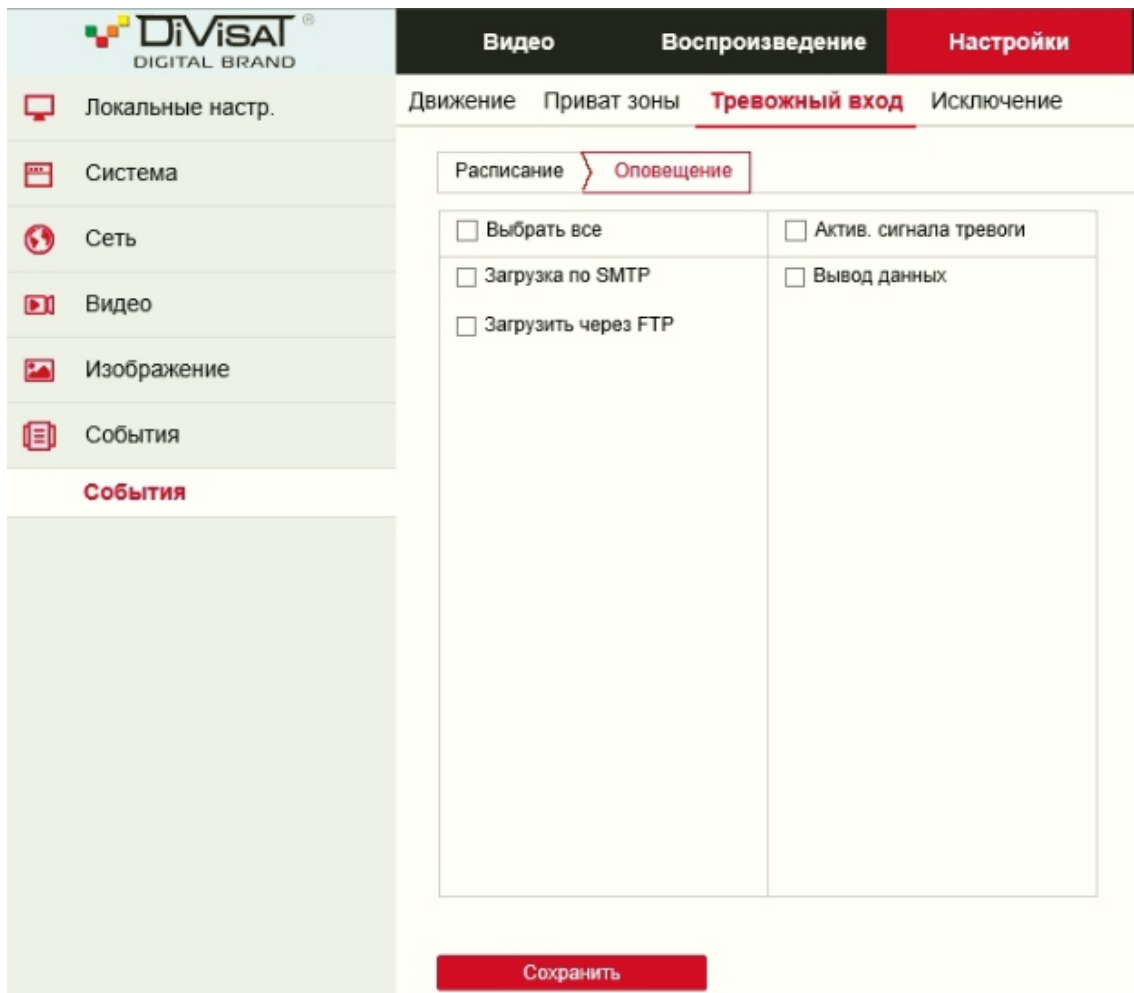 DiViSAT ®
DIGITAL BRAND
Видео Воспроизведение Настройки
Локальные настр.
Система
Сеть
Видео
Изображение
События
События
Движение Приват зоны Тревожный вход Исключение
Расписание Оповещение
Выбрать все Актив. сигнала тревоги
Загрузка по SMTP Вывод данных
Загрузить через FTP
Сохранить